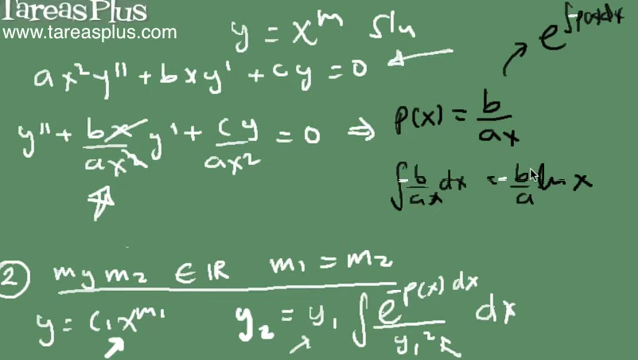 TareasPlus
www.tareasplus.com
y = x^m sln
ax²y'' + bxy' + cy = 0
y'' + bx/ax² y' + cy/ax² = 0 ⇒
e^∫-p(x)dx
p(x) = b/ax
∫-b/ax dx = -b/a ln x
② m y m₂ ∈ IR m₁ = m₂
y = c₁x^m₁ y₂ = y₁ ∫ e^-p(x)dx/y₁² dx